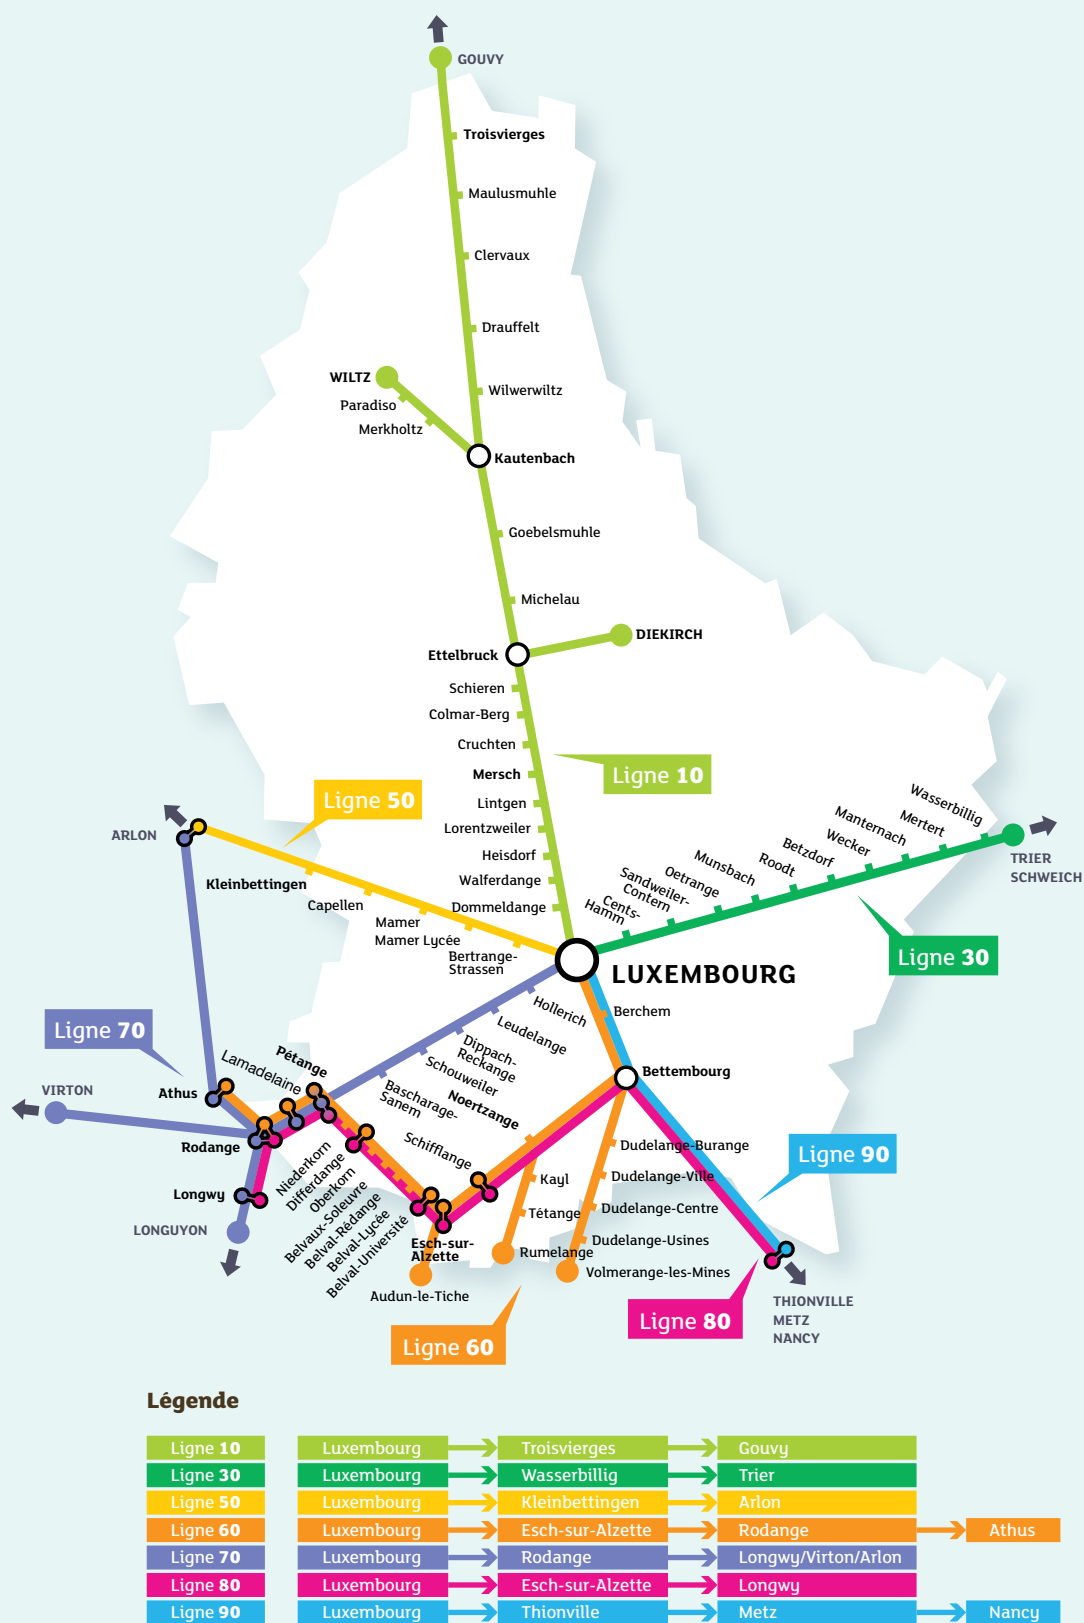 GOUVY
Troisvierges
Maulusmuhle
Clervaux
Drauffelt
WILTZ
Paradiso
Merkholtz
Wilwerwiltz
Kautenbach
Goebelsmuhle
Michelau
DIEKIRCH
Ettelbruck
Schieren
Colmar-Berg
Cruchten
Mersch
Lintgen
Lorentzweiler
Heisdorf
Walferdange
Dommeldange
Ligne 10
Ligne 50
ARLON
Kleinbettingen
Capellen
Mamer
Mamer Lycée
Bertrange-
Strassen
Wasserbillig
Mertert
Manternach
Wecker
Betzdorf
Roodt
Munsbach
Oetrange
Sandweiler-
Contern
Cents-
Hamm
TRIER
SCHWEICH
Ligne 30
LUXEMBOURG
Hollerich
Leudelange
Dippach-
Reckange
Schouweiler
Bascharage-
Sanem
Berchem
Bettembourg
Ligne 70
VIRTON
Athus
Lamadelaine
Pétange
Rodange
Longwy
LONGUYON
Niederkorn
Differdange
Oberkorn
Belvaux-Soleuvre
Belval-Rédange
Belval-Lycée
Belval-Université
Esch-sur-
Alzette
Audun-le-Tiche
Schifflange
Noertzange
Kayl
Tétange
Rumelange
Dudelange-Burange
Dudelange-Ville
Dudelange-Centre
Dudelange-Usines
Volmerange-les-Mines
Ligne 90
Ligne 80
Ligne 60
THIONVILLE
METZ
NANCY
Légende
Ligne 10 Luxembourg Troisvierges Gouvy
Ligne 30 Luxembourg Wasserbillig Trier
Ligne 50 Luxembourg Kleinbettingen Arlon
Ligne 60 Luxembourg Esch-sur-Alzette Rodange Athus
Ligne 70 Luxembourg Rodange Longwy/Virton/Arlon
Ligne 80 Luxembourg Esch-sur-Alzette Longwy
Ligne 90 Luxembourg Thionville Metz Nancy